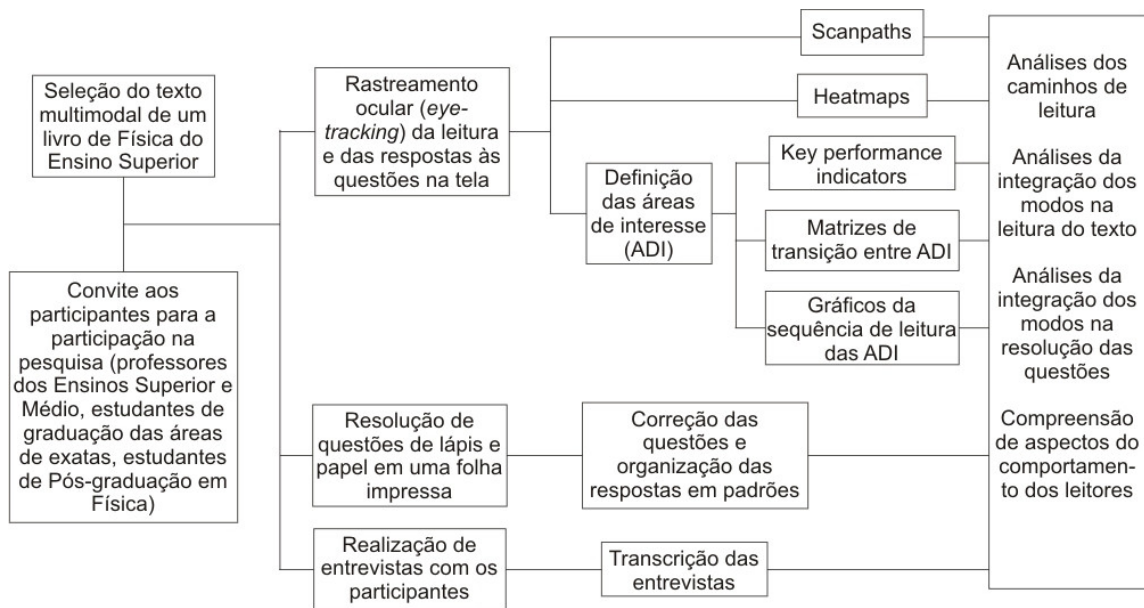 Seleção do texto
multimodal de um
livro de Física do
Ensino Superior
Convite aos
participantes para a
participação na
pesquisa (professores
dos Ensinos Superior e
Médio, estudantes de
graduação das áreas
de exatas, estudantes
de Pós-graduação em
Física)
Rastreamento
ocular (eye-
tracking) da leitura
e das respostas às
questões na tela
Resolução de
questões de lápis e
papel em uma folha
impressa
Realização de
entrevistas com os
participantes
Definição
das áreas
de interesse
(ADI)
Correção das
questões e
organização das
respostas em padrões
Transcrição das
entrevistas
Scanpaths
Heatmaps
Key performance
indicators
Matrizes de
transição entre ADI
Gráficos da
sequência de leitura
das ADI
Análises dos
caminhos de
leitura
Análises da
integração dos
modos na
leitura do texto
Análises da
integração dos
modos na
resolução das
questões
Compreensão
de aspectos do
comportamen-
to dos leitores